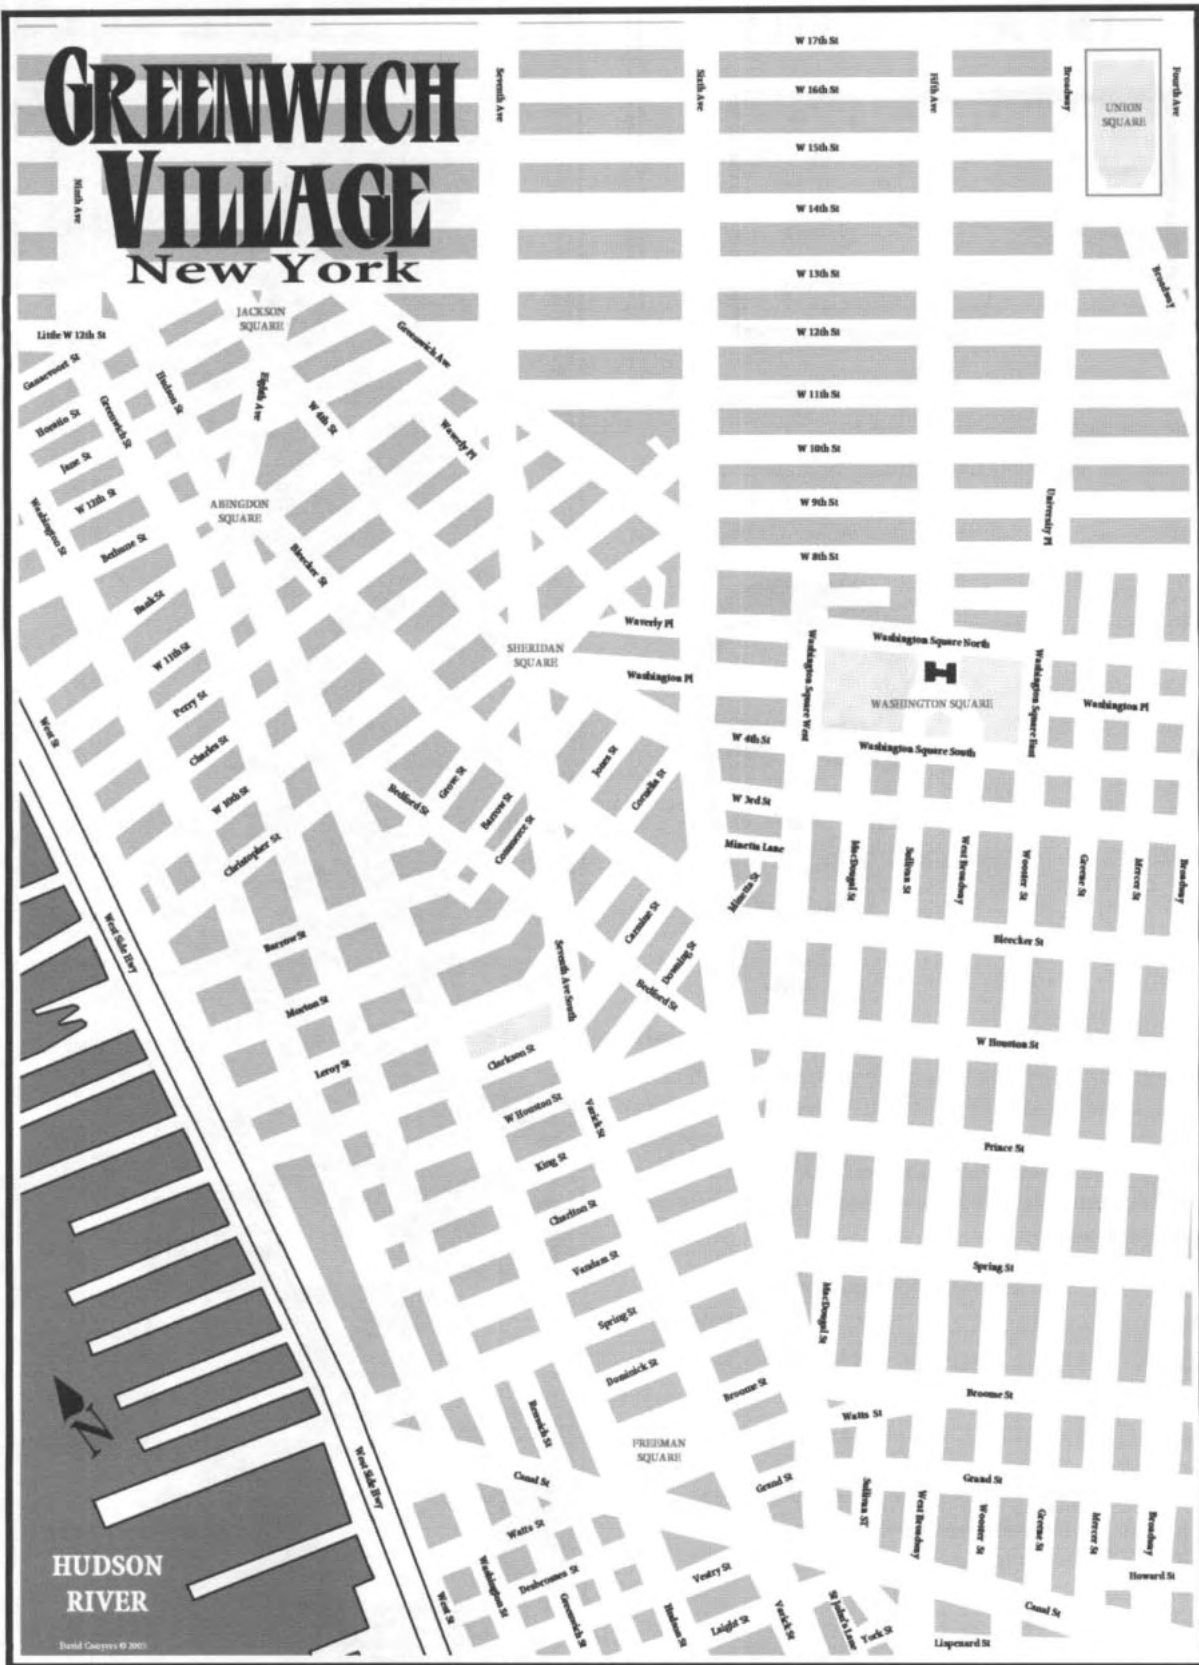 GREENWICH
VILLAGE
New York
W 17th St
Seventh Ave
Sixth Ave
Fifth Ave
Broadway
Fourth Ave
W 16th St
UNION
SQUARE
W 15th St
Ninth Ave
W 14th St
W 13th St
Broadway
JACKSON
SQUARE
Little W 12th St
Greenwich Ave
W 12th St
Gansevoort St
Hudson St
Eighth Ave
W 11th St
Horatio St
Greenwich St
W 4th St
Waverly Pl
Jane St
W 10th St
W 12th St
ABINGDON
SQUARE
W 9th St
University Pl
Washington St
Bethune St
Bleecker St
W 8th St
Bank St
Waverly Pl
Washington Square North
W 11th St
SHERIDAN
SQUARE
Washington Pl
Washington Square West
WASHINGTON SQUARE
Washington Square East
Washington Pl
Perry St
West St
Charles St
W 4th St
Washington Square South
Jones St
Cornelia St
Grove St
Bedford St
W 10th St
Barrow St
Commerce St
W 3rd St
Christopher St
Minetta Lane
MacDougal St
Sullivan St
West Broadway
Wooster St
Greene St
Mercer St
Broadway
Minetta St
West Side Hwy
Barrow St
Carmine St
Bleecker St
Downing St
Seventh Ave South
Bedford St
Morton St
Leroy St
Clarkson St
W Houston St
W Houston St
Varick St
King St
Prince St
Charlton St
Vandam St
Spring St
Spring St
MacDougal St
Dominick St
Broome St
Broome St
Renwick St
Watts St
FREEMAN
SQUARE
N
West Side Hwy
Canal St
Grand St
Grand St
Sullivan ST
West Broadway
Wooster St
Greene St
Mercer St
Broadway
Watts St
HUDSON
RIVER
Washington St
Desbrosses St
Vestry St
Howard St
West St
Greenwich St
Hudson St
Laight St
Varick St
St John's Lane
York St
Canal St
Lispenard St